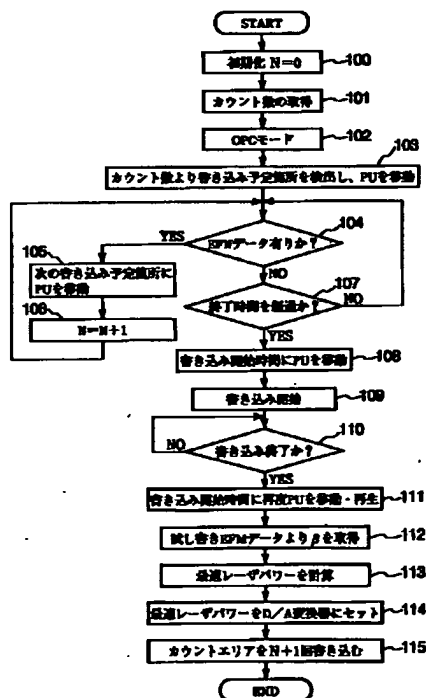 START
初期化 N=0
100
カウント数の取得
101
OPCモード
102
103
カウント数より書き込み予定箇所を検出し、PUを移動
104
YES
EFMデータ有りか?
105
次の書き込み予定箇所に
PUを移動
NO
107
終了時間を経過か?
NO
106
N=N+1
YES
書き込み開始時間にPUを移動
108
書き込み開始
109
110
書き込み終了か?
NO
YES
書き込み開始時間に再度PUを移動・再生
111
試し書きEFMデータよりβを取得
112
最適レーザパワーを計算
113
最適レーザパワーをD/A変換器にセット
114
カウントエリアをN+1回書き込む
115
END